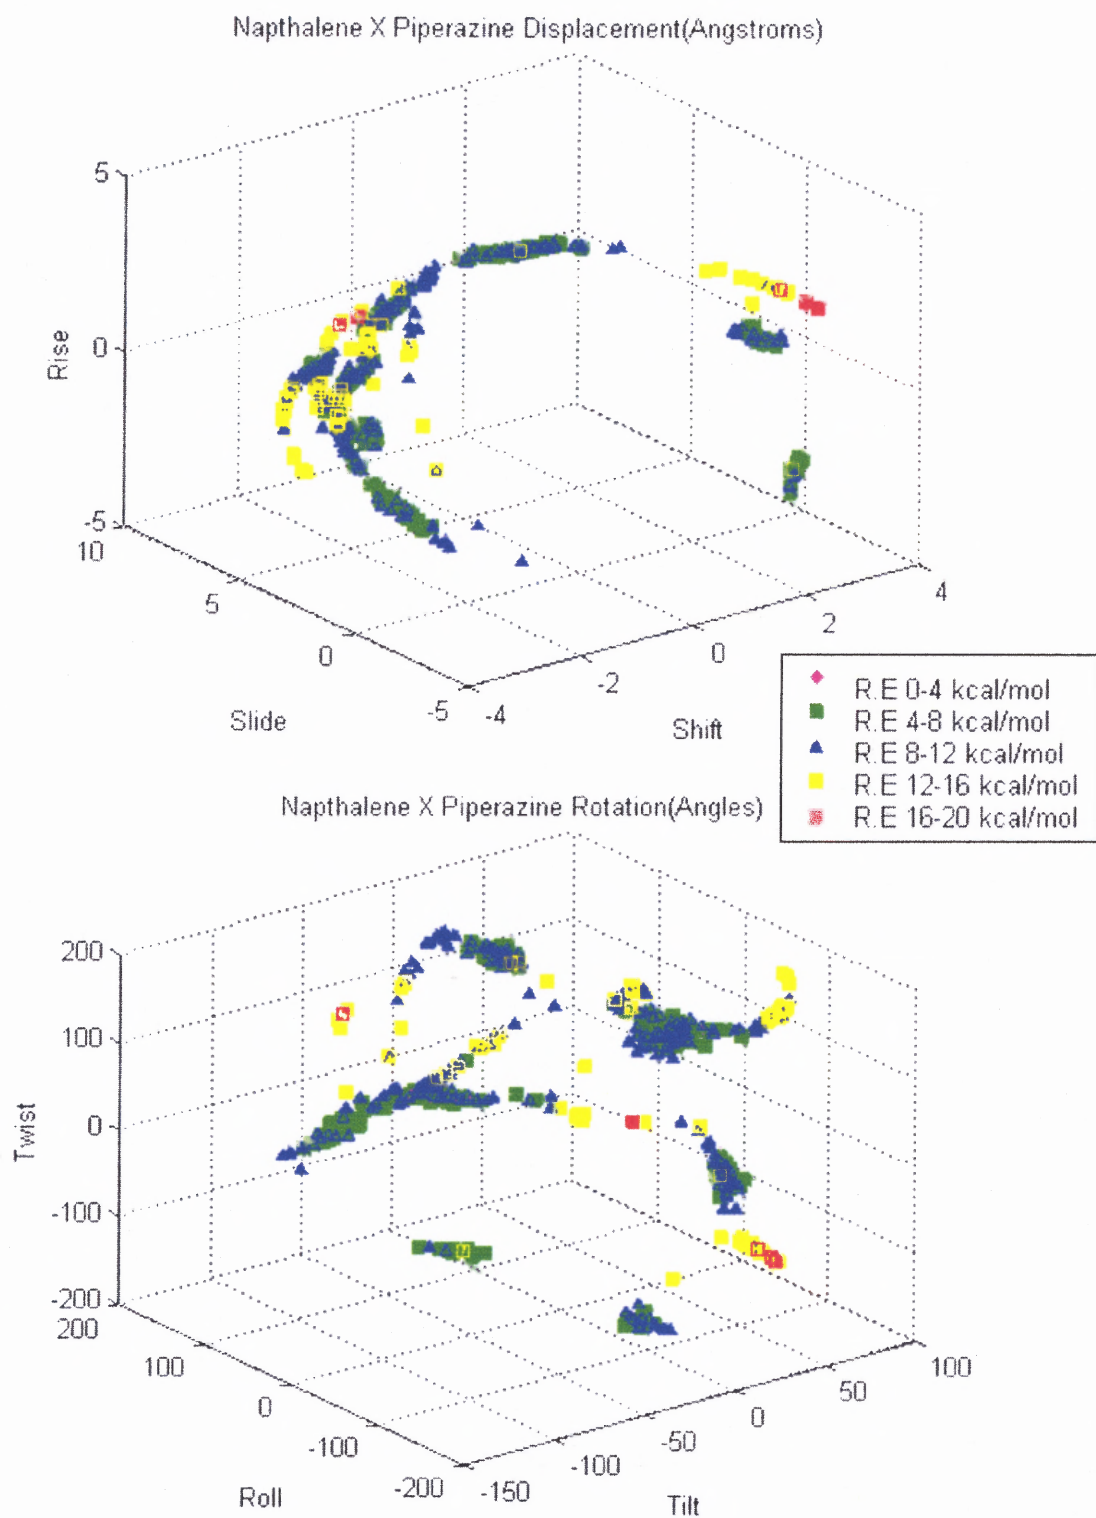 Napthalene X Piperazine Displacement(Angstroms)
5
0
-5
Rise
10
5
0
-5
Slide
-4
-2
0
2
4
Shift
R.E 0-4 kcal/mol
R.E 4-8 kcal/mol
R.E 8-12 kcal/mol
R.E 12-16 kcal/mol
R.E 16-20 kcal/mol
Napthalene X Piperazine Rotation(Angles)
200
100
0
-100
-200
Twist
200
100
0
-100
-200
Roll
-150
-100
-50
0
50
100
Tilt